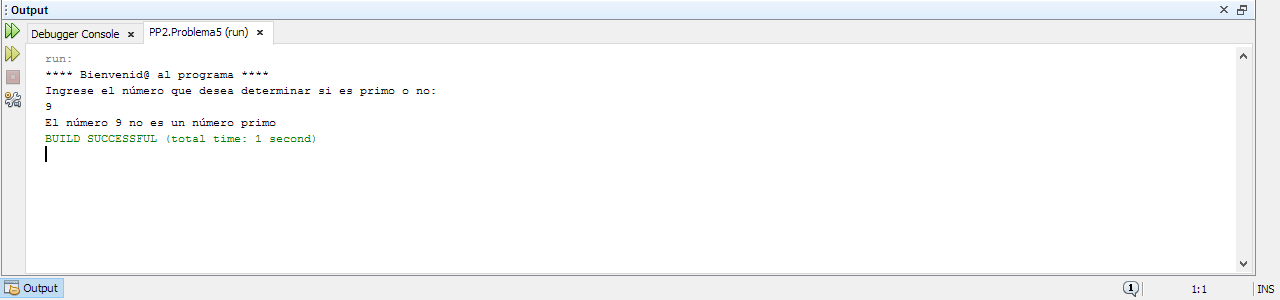 Output
Debugger Console
PP2.Problema5 (run)
run:
**** Bienvenid@ al programa ****
Ingrese el número que desea determinar si es primo o no:
9
El número 9 no es un número primo
BUILD SUCCESSFUL (total time: 1 second)
Output
1
1:1
INS